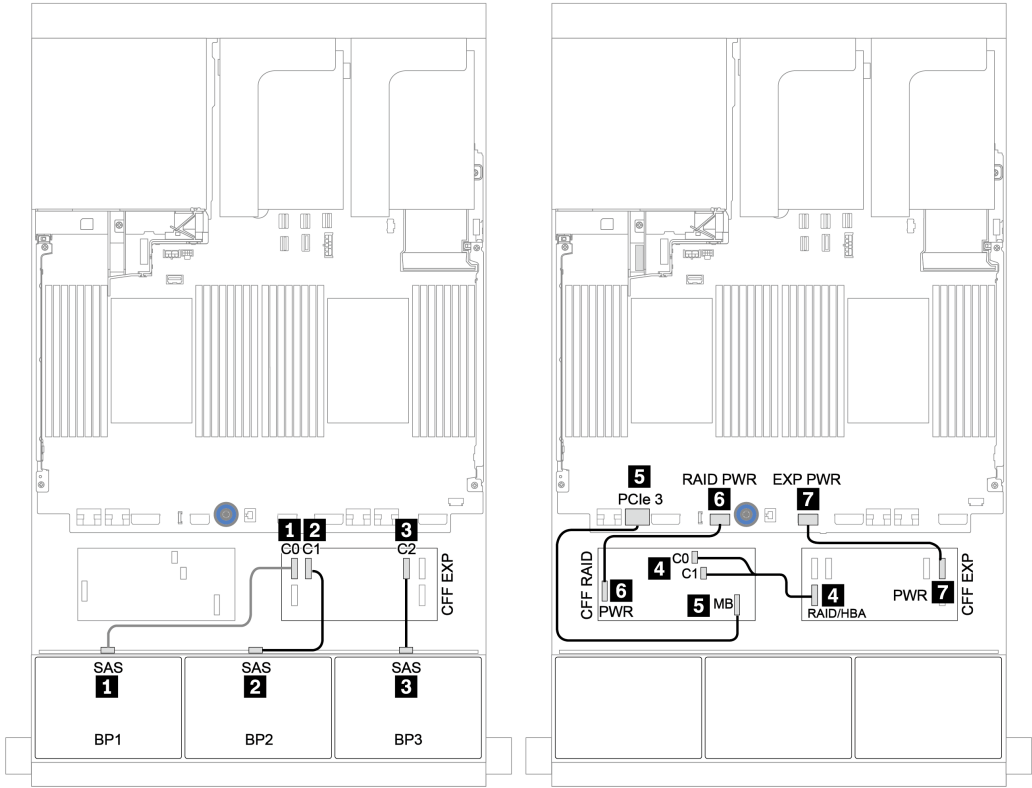 1 2 3
C0 C1 C2
CFF EXP
SAS SAS SAS
1 2 3
BP1 BP2 BP3
5 RAID PWR EXP PWR
PCIe 3 6 7
CFF RAID
C0
4 C1
6
PWR
5 MB
4
RAID/HBA
PWR 7
CFF EXP